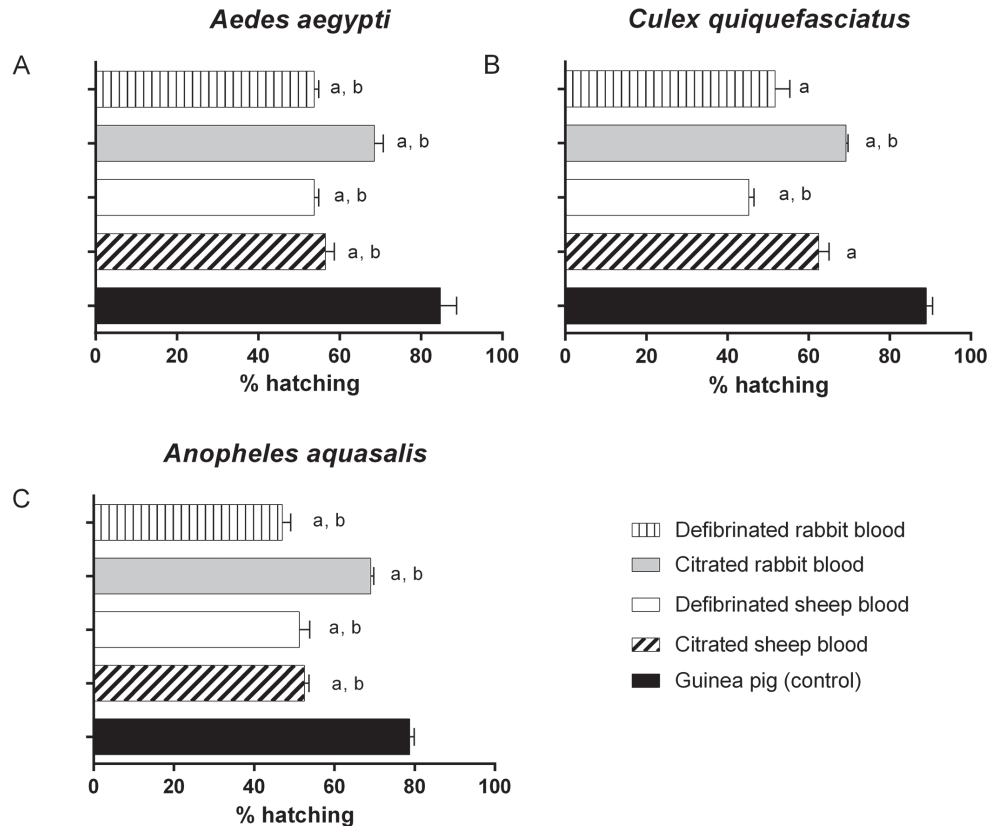 Aedes aegypti
A
a, b
a, b
a, b
a, b
0 20 40 60 80 100
% hatching
Culex quiquefasciatus
B
a
a, b
a, b
a
0 20 40 60 80 100
% hatching
Anopheles aquasalis
C
a, b
a, b
a, b
a, b
0 20 40 60 80 100
% hatching
Defibrinated rabbit blood
Citrated rabbit blood
Defibrinated sheep blood
Citrated sheep blood
Guinea pig (control)